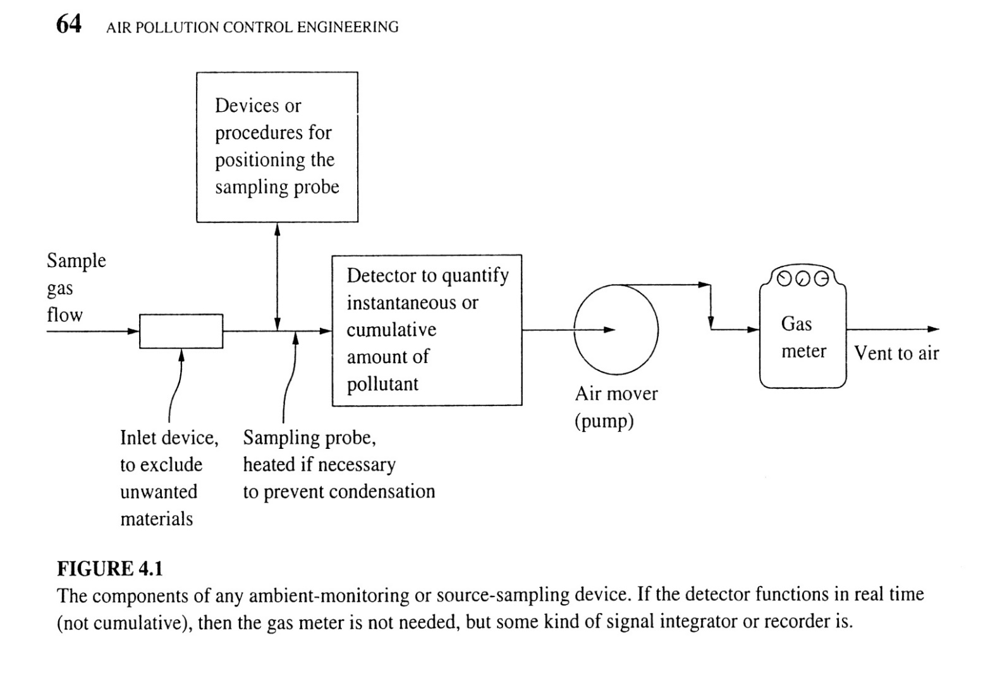 64 AIR POLLUTION CONTROL ENGINEERING
Devices or
procedures for
positioning the
sampling probe
Sample
gas
flow
Detector to quantify
instantaneous or
cumulative
amount of
pollutant
Gas
meter
Vent to air
Air mover
(pump)
Inlet device,
to exclude
unwanted
materials
Sampling probe,
heated if necessary
to prevent condensation
FIGURE 4.1
The components of any ambient-monitoring or source-sampling device. If the detector functions in real time
(not cumulative), then the gas meter is not needed, but some kind of signal integrator or recorder is.